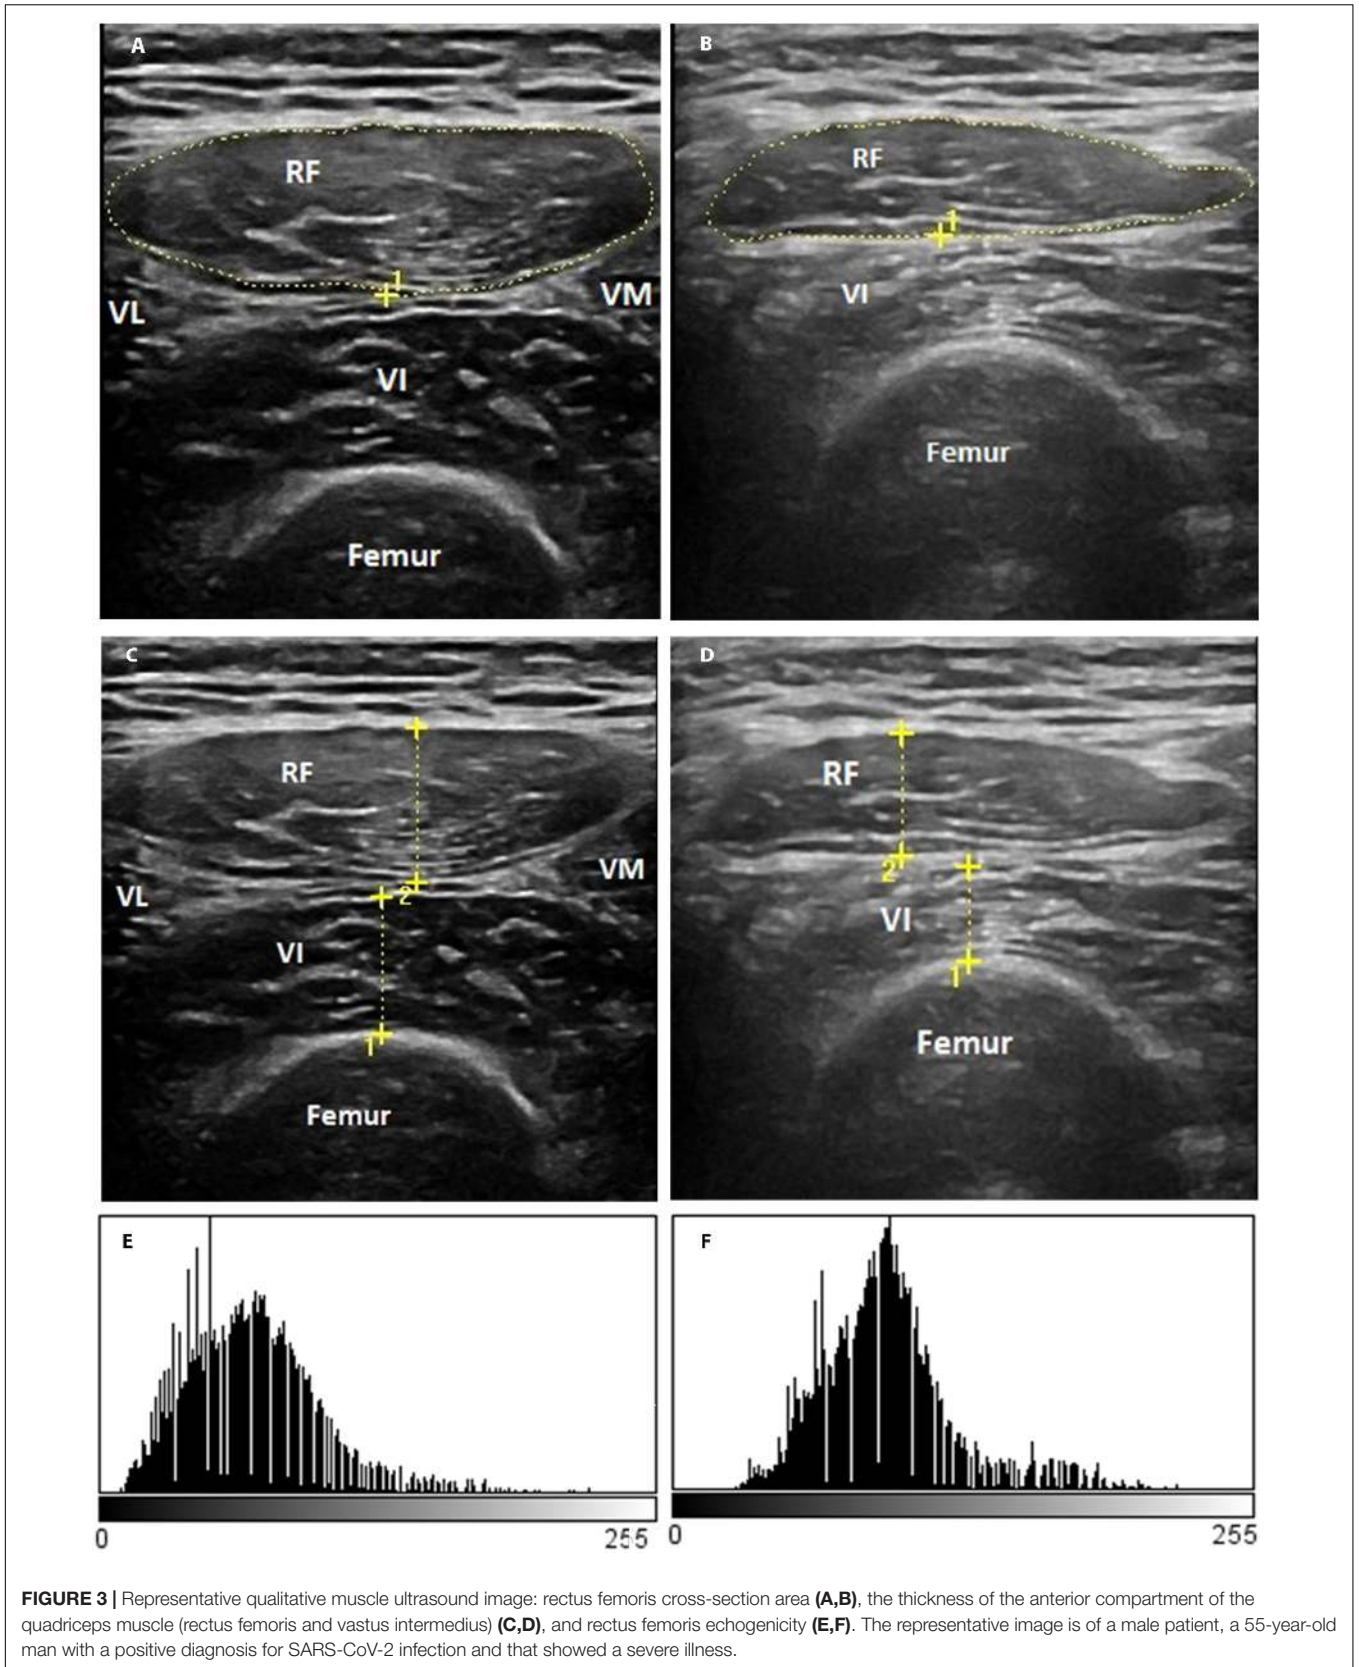 A
RF
1
VL
VM
VI
Femur
B
RF
1
VI
Femur
C
RF
2
VL
VM
VI
1
Femur
D
RF
2
VI
1
Femur
E
0
255
F
0
255
FIGURE 3 | Representative qualitative muscle ultrasound image: rectus femoris cross-section area (A,B), the thickness of the anterior compartment of the
quadriceps muscle (rectus femoris and vastus intermedius) (C,D), and rectus femoris echogenicity (E,F). The representative image is of a male patient, a 55-year-old
man with a positive diagnosis for SARS-CoV-2 infection and that showed a severe illness.